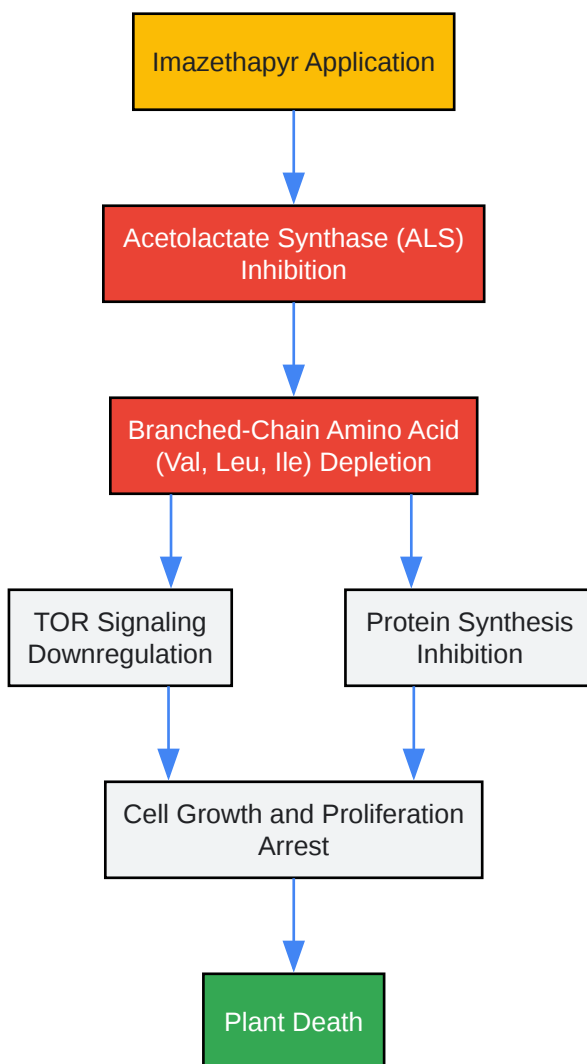 Imazethapyr Application
Acetolactate Synthase (ALS)
Inhibition
Branched-Chain Amino Acid
(Val, Leu, Ile) Depletion
TOR Signaling
Downregulation
Protein Synthesis
Inhibition
Cell Growth and Proliferation
Arrest
Plant Death